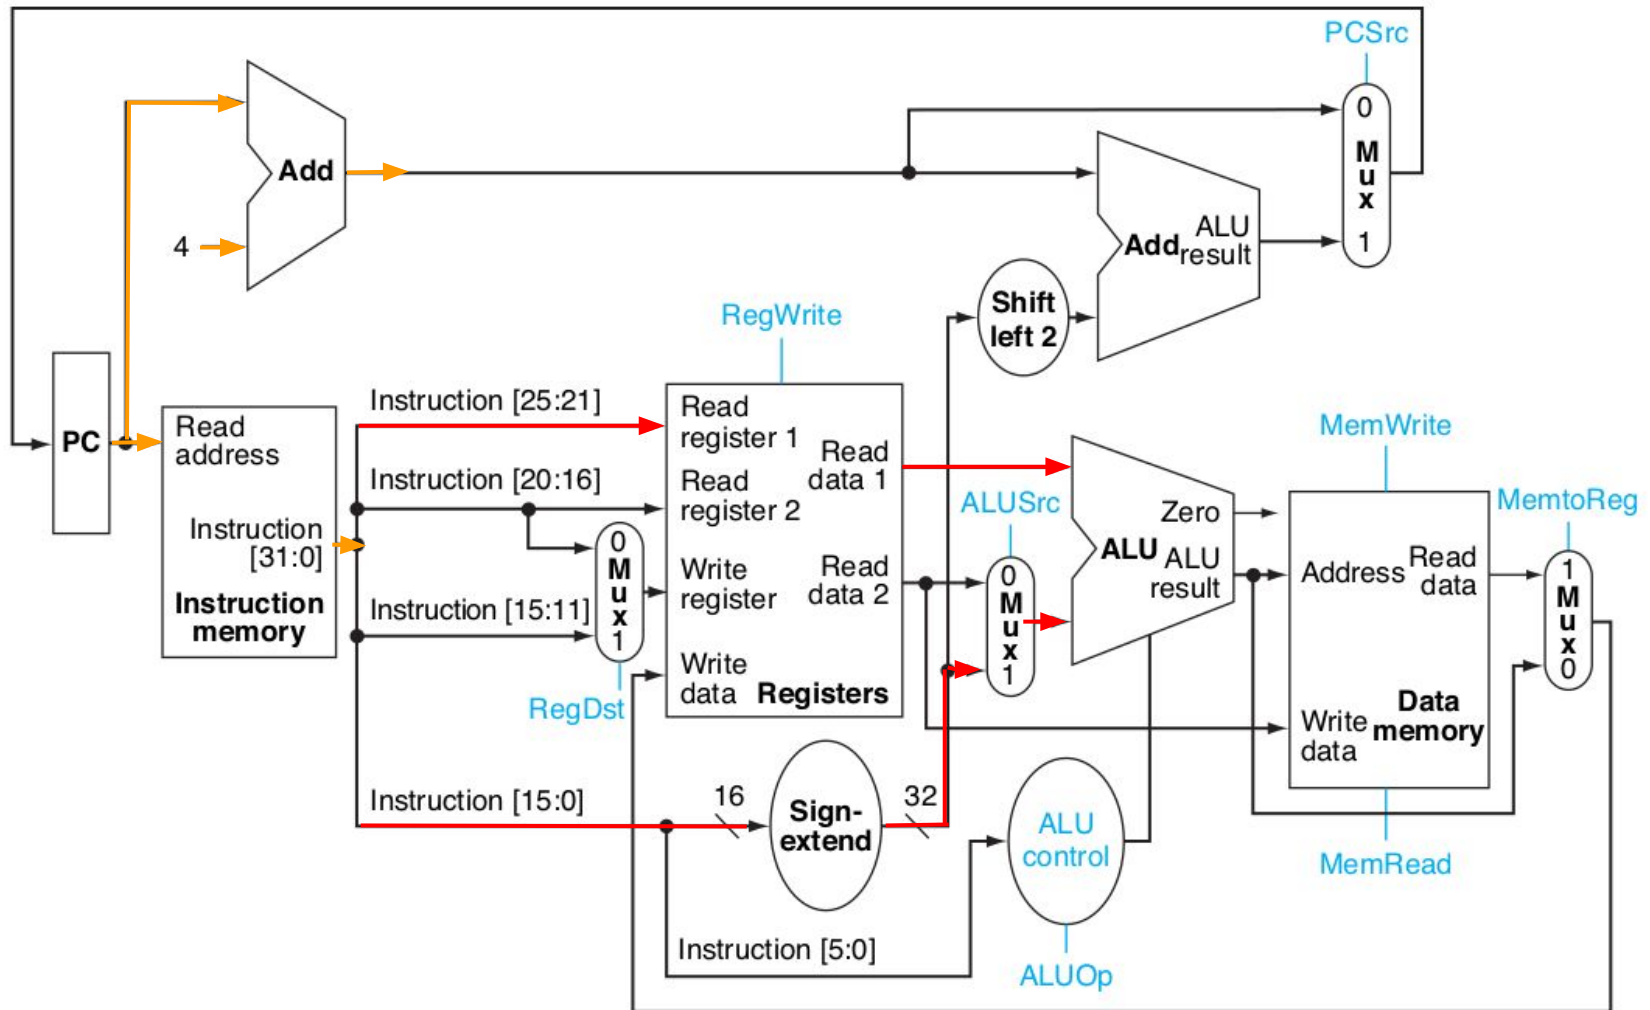 PCSrc
0
M
u
x
1
Add
4
Add
ALU
result
Shift
left 2
RegWrite
PC
Read
address
Instruction
[31:0]
Instruction
memory
Instruction [25:21]
Instruction [20:16]
Instruction [15:11]
Instruction [15:0]
0
M
u
x
1
RegDst
Read
register 1
Read
register 2
Write
register
Write
data
Read
data 1
Read
data 2
Registers
16
Sign-
extend
32
Instruction [5:0]
ALUSrc
0
M
u
x
1
Zero
ALU
ALU
result
ALU
control
ALUOp
MemWrite
Address
Read
data
Write
data
Data
memory
MemRead
MemtoReg
1
M
u
x
0